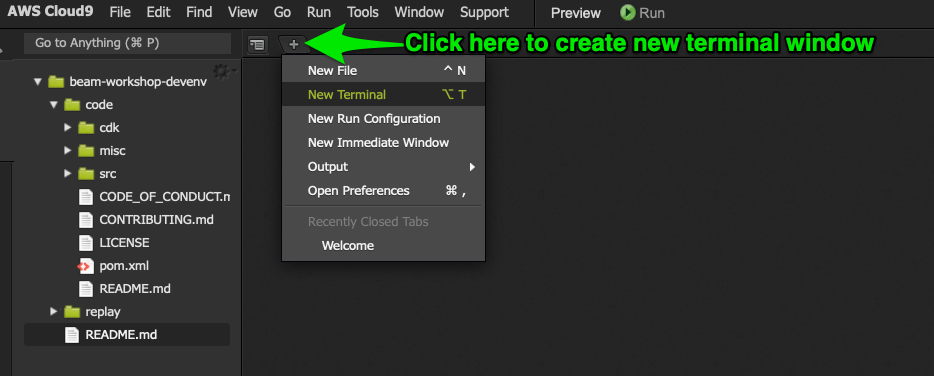 AWS Cloud9 File Edit Find View Go Run Tools Window Support Preview Run
Go to Anything (⌘ P)
+ Click here to create new terminal window
New File ^ N
New Terminal ⌥ T
New Run Configuration
New Immediate Window
Output
Open Preferences ⌘ ,
Recently Closed Tabs
Welcome
beam-workshop-devenv
code
cdk
misc
src
CODE_OF_CONDUCT.m
CONTRIBUTING.md
LICENSE
pom.xml
README.md
replay
README.md